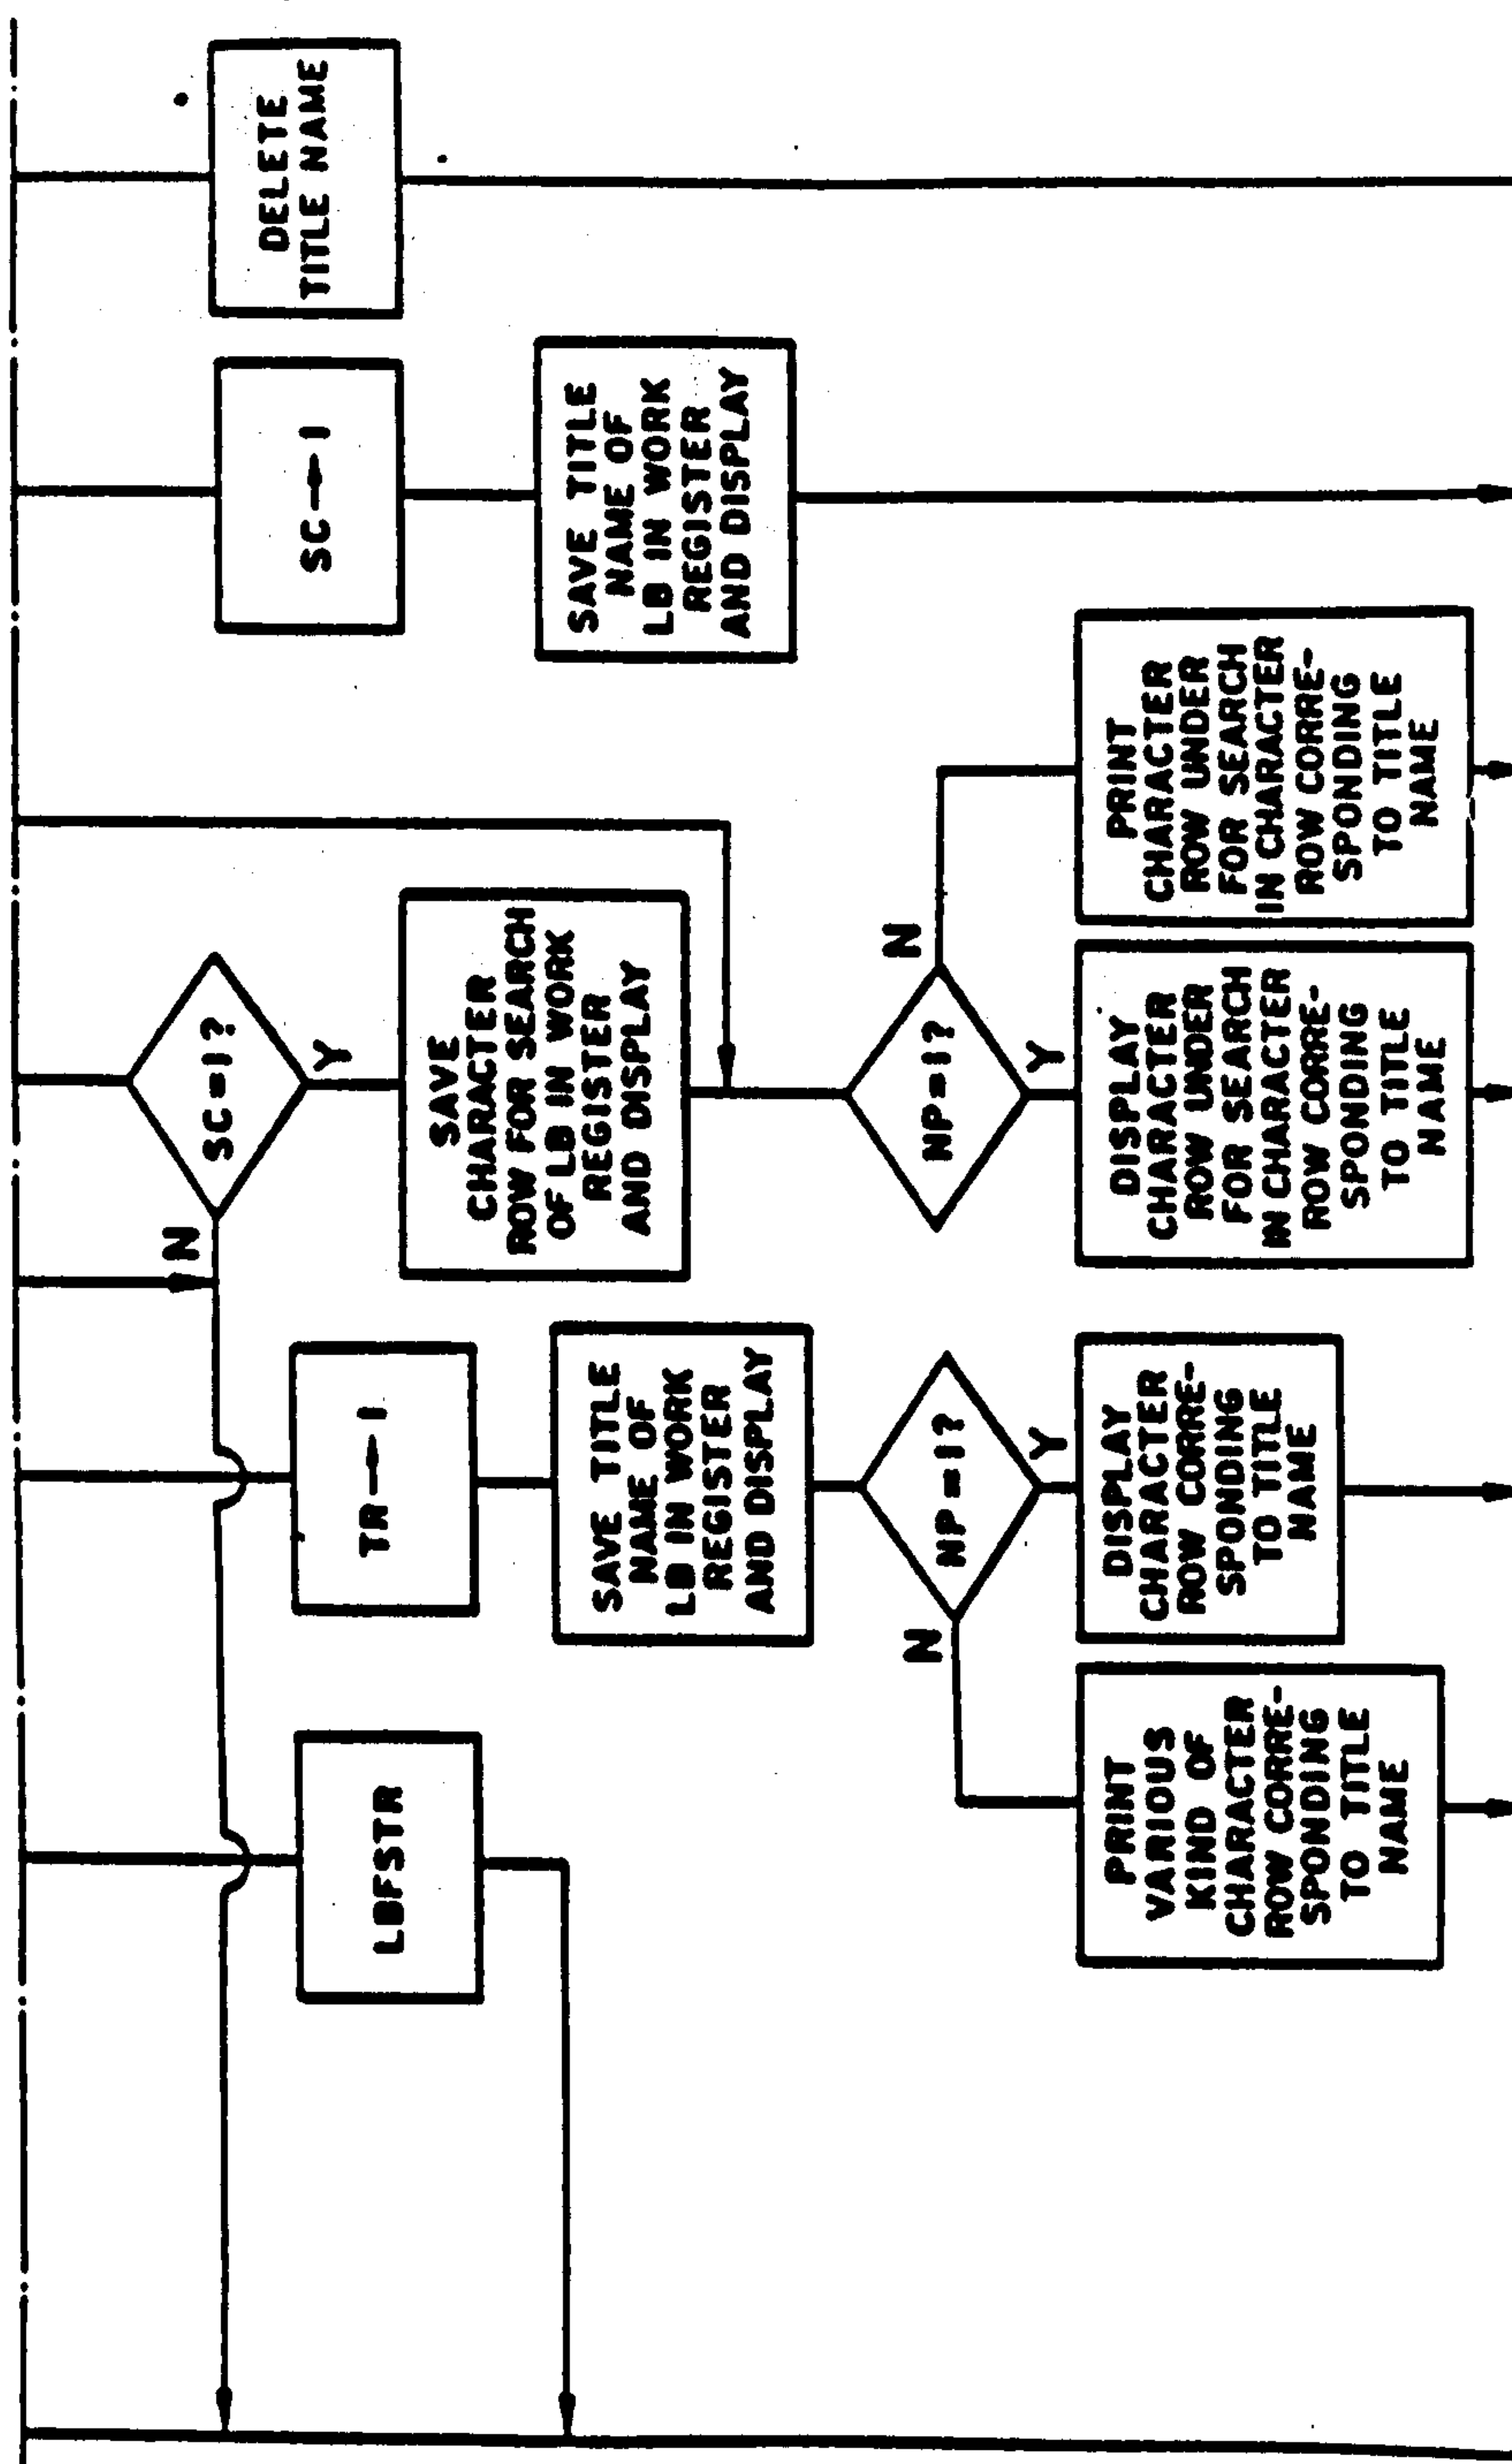 LBFSTR
TR→1
SAVE TITLE
NAME OF
LB IN WORK
REGISTER
AND DISPLAY
NP=1?
N
Y
PRINT
VARIOUS
KIND OF
CHARACTER
ROW CORRE-
SPONDING
TO TITLE
NAME
DISPLAY
CHARACTER
ROW CORRE-
SPONDING
TO TITLE
NAME
N
SC=1?
Y
SAVE
CHARACTER
ROW FOR SEARCH
OF LB IN WORK
REGISTER
AND DISPLAY
NP=1?
N
Y
DISPLAY
CHARACTER
ROW UNDER
FOR SEARCH
IN CHARACTER
ROW CORRE-
SPONDING
TO TITLE
NAME
PRINT
CHARACTER
ROW UNDER
FOR SEARCH
IN CHARACTER
ROW CORRE-
SPONDING
TO TITLE
NAME
SC→1
SAVE TITLE
NAME OF
LB IN WORK
REGISTER
AND DISPLAY
DELETE
TITLE NAME